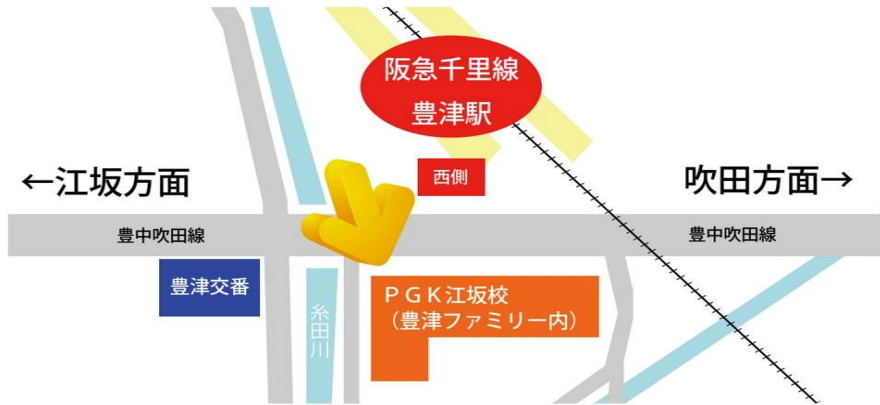 阪急千里線
豊津駅
西側
←江坂方面
吹田方面→
豊中吹田線
豊中吹田線
豊津交番
糸田川
ＰＧＫ江坂校
（豊津ファミリー内）